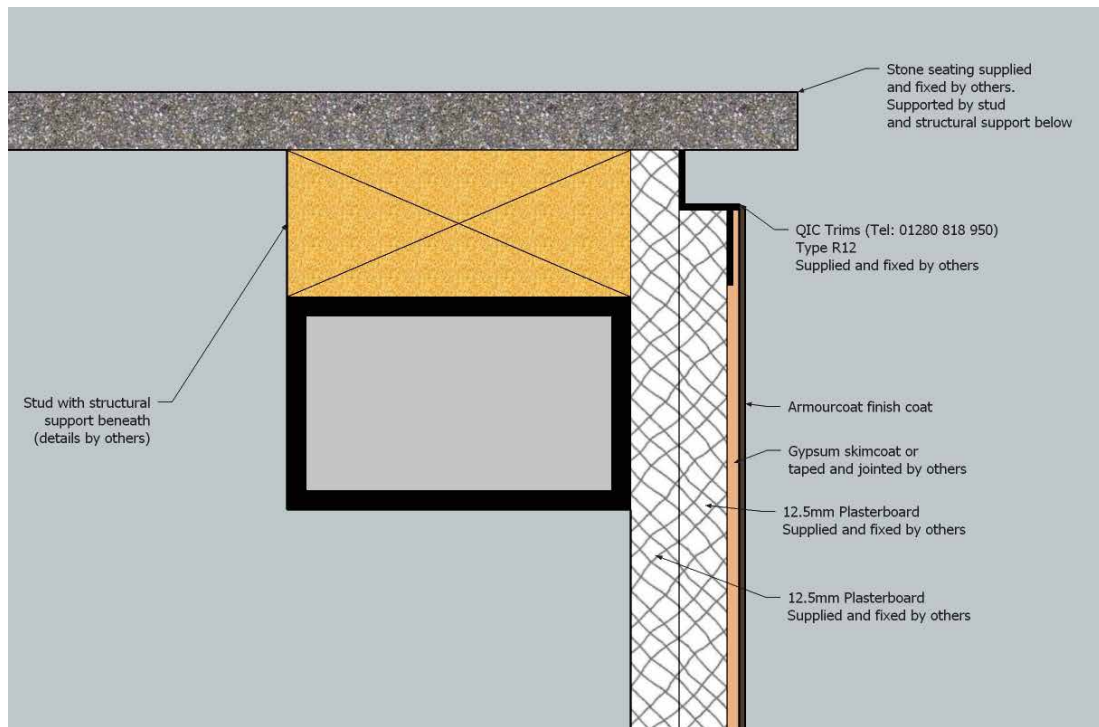 Stone seating supplied
and fixed by others.
Supported by stud
and structural support below
QIC Trims (Tel: 01280 818 950)
Type R12
Supplied and fixed by others
Stud with structural
support beneath
(details by others)
Armourcoat finish coat
Gypsum skimcoat or
taped and jointed by others
12.5mm Plasterboard
Supplied and fixed by others
12.5mm Plasterboard
Supplied and fixed by others